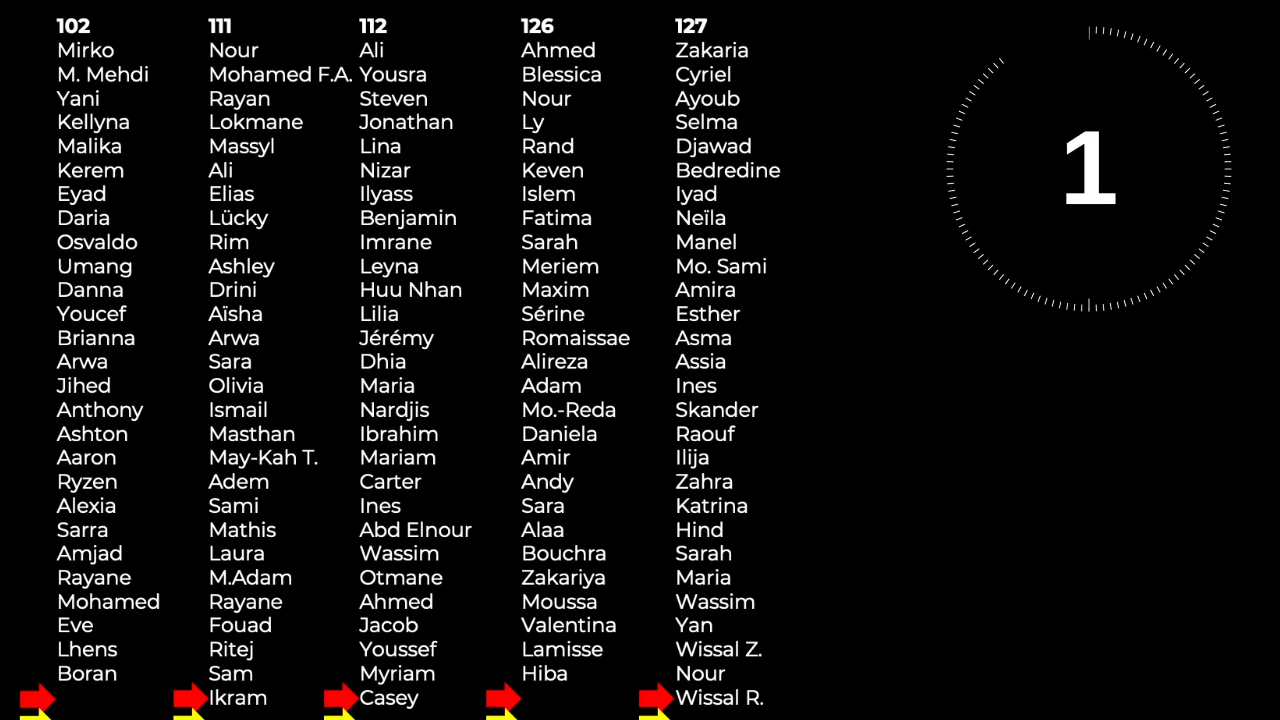 102
Mirko
M. Mehdi
Yani
Kellyna
Malika
Kerem
Eyad
Daria
Osvaldo
Umang
Danna
Youcef
Brianna
Arwa
Jihed
Anthony
Ashton
Aaron
Ryzen
Alexia
Sarra
Amjad
Rayane
Mohamed
Eve
Lhens
Boran
111
Nour
Mohamed F.A.
Rayan
Lokmane
Massyl
Ali
Elias
Lücky
Rim
Ashley
Drini
Aïsha
Arwa
Sara
Olivia
Ismail
Masthan
May-Kah T.
Adem
Sami
Mathis
Laura
M.Adam
Rayane
Fouad
Ritej
Sam
Ikram
112
Ali
Yousra
Steven
Jonathan
Lina
Nizar
Ilyass
Benjamin
Imrane
Leyna
Huu Nhan
Lilia
Jérémy
Dhia
Maria
Nardjis
Ibrahim
Mariam
Carter
Ines
Abd Elnour
Wassim
Otmane
Ahmed
Jacob
Youssef
Myriam
Casey
126
Ahmed
Blessica
Nour
Ly
Rand
Keven
Islem
Fatima
Sarah
Meriem
Maxim
Sérine
Romaissae
Alireza
Adam
Mo.-Reda
Daniela
Amir
Andy
Sara
Alaa
Bouchra
Zakariya
Moussa
Valentina
Lamisse
Hiba
127
Zakaria
Cyriel
Ayoub
Selma
Djawad
Bedredine
Iyad
Neïla
Manel
Mo. Sami
Amira
Esther
Asma
Assia
Ines
Skander
Raouf
Ilija
Zahra
Katrina
Hind
Sarah
Maria
Wassim
Yan
Wissal Z.
Nour
Wissal R.
1